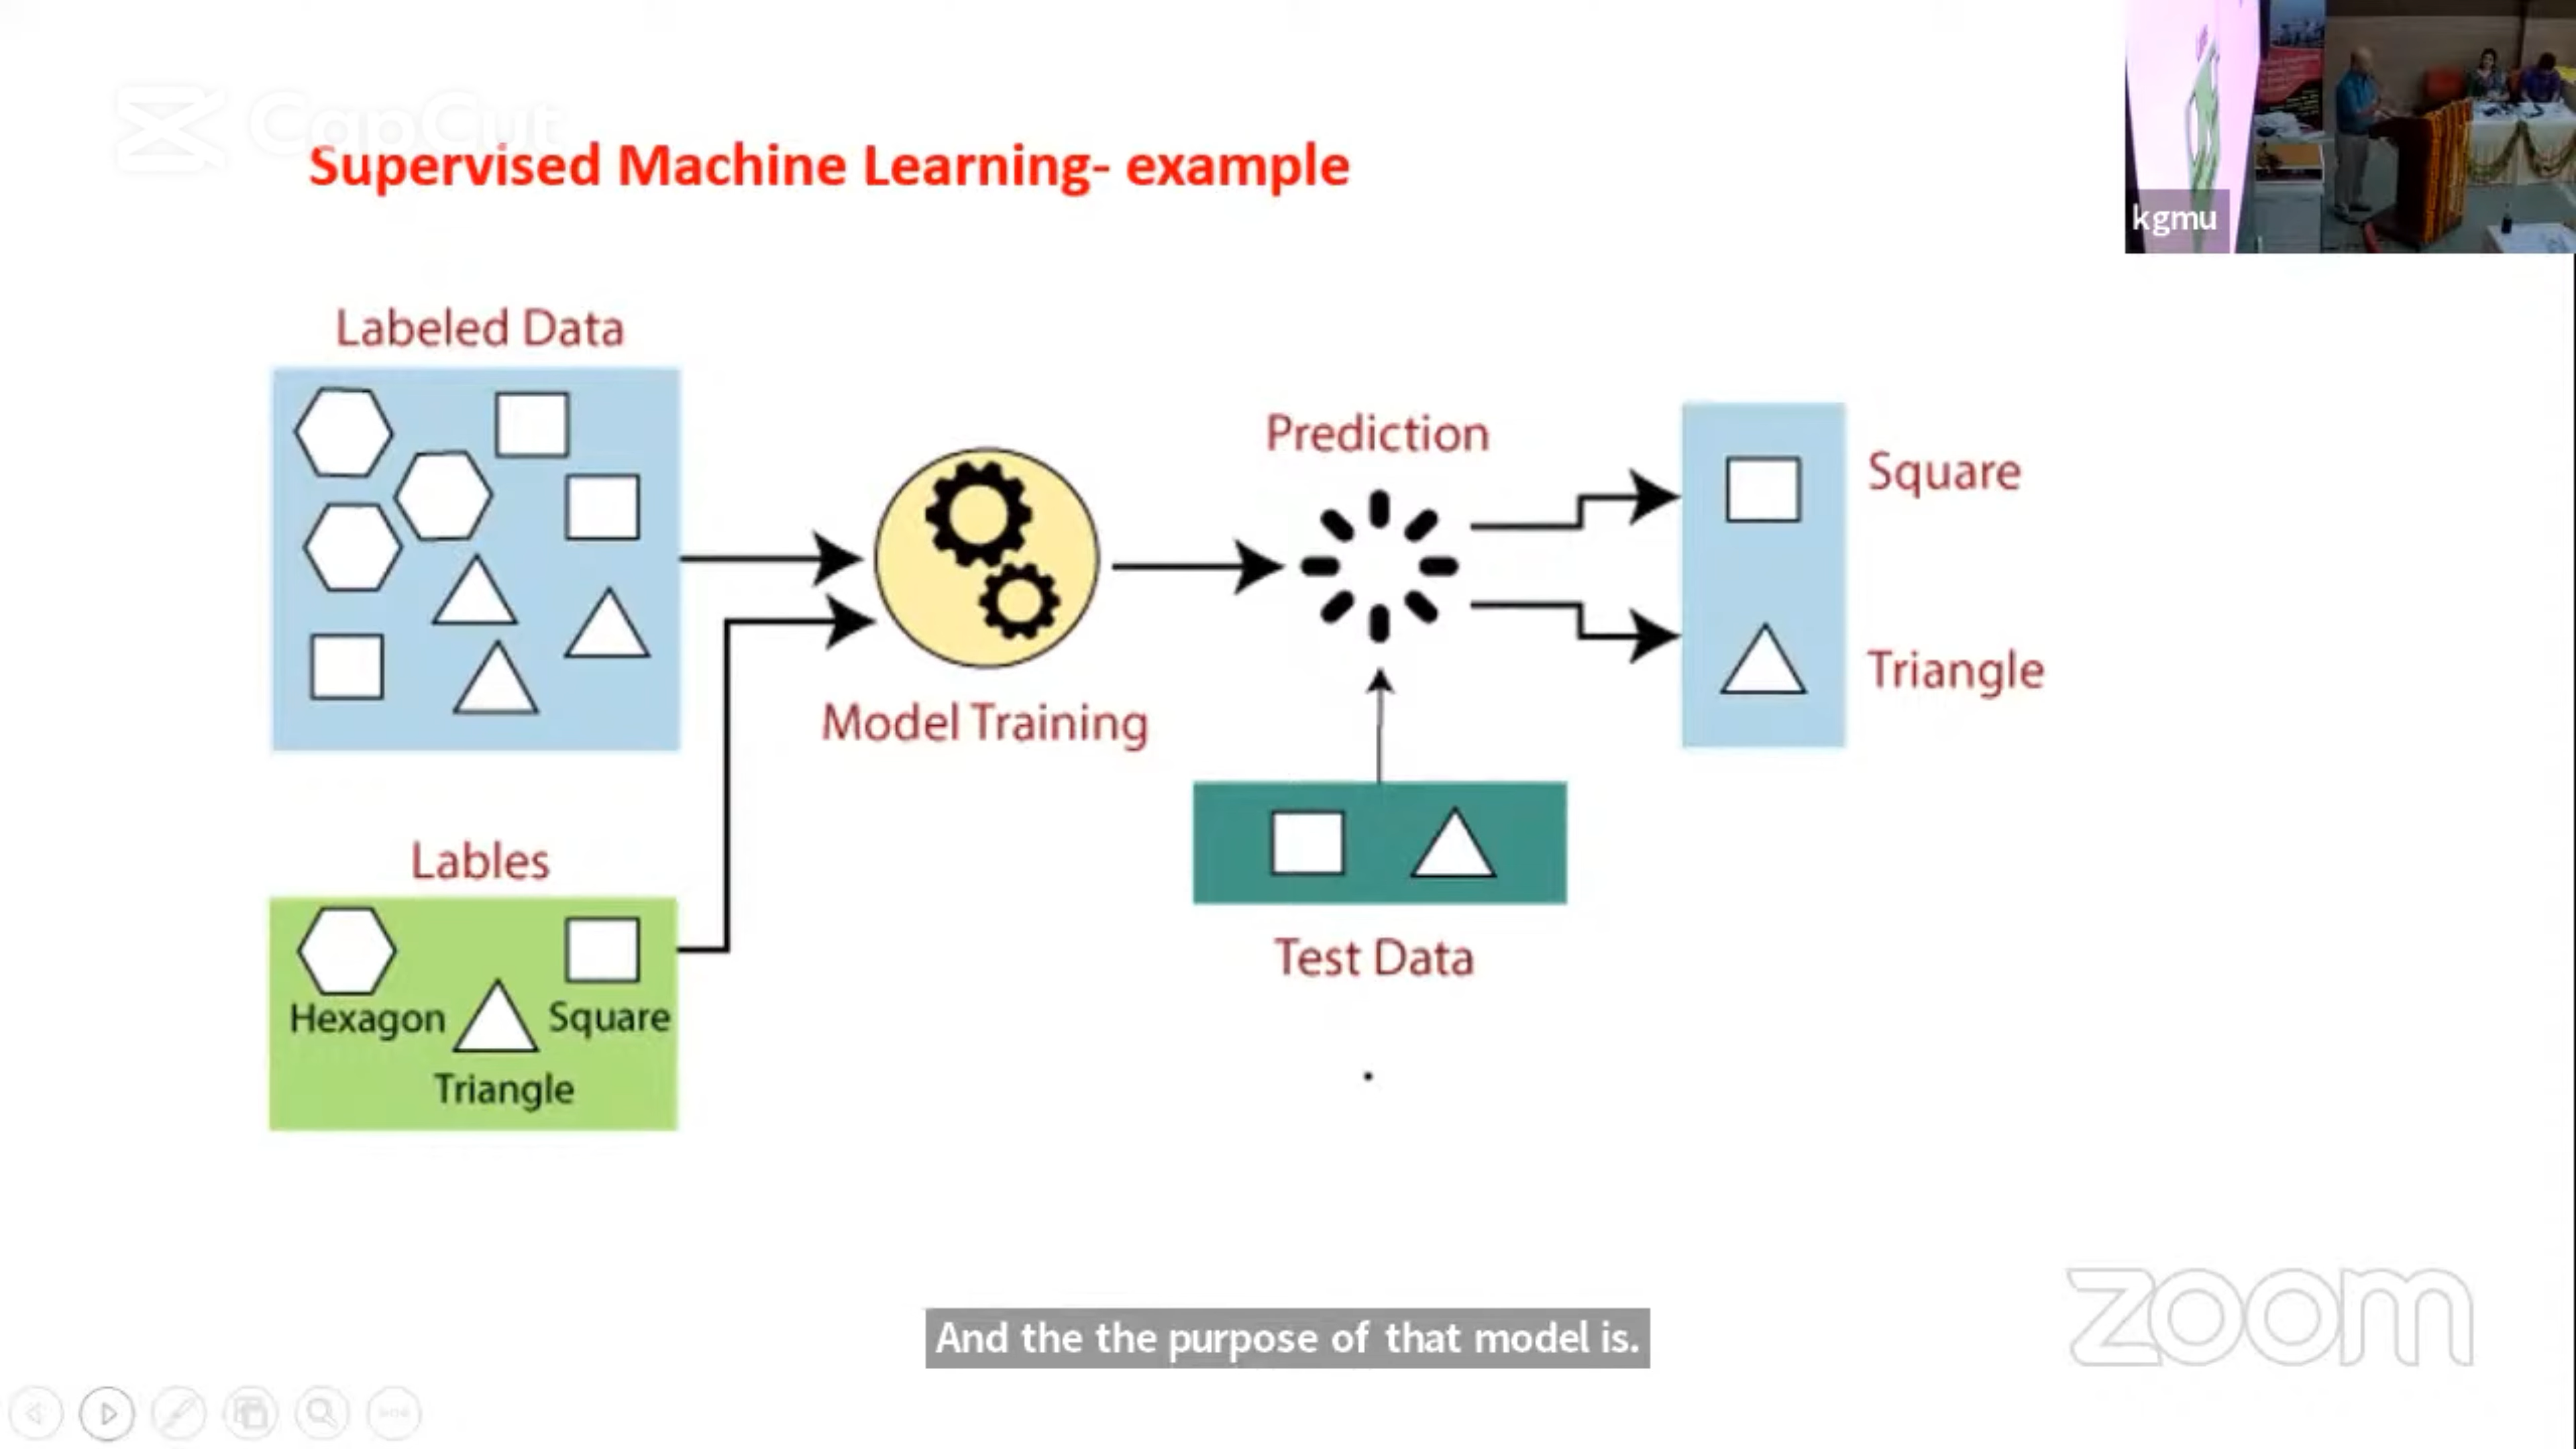 CapCut
Supervised Machine Learning- example
kgmu
Labeled Data
Prediction
Square
Triangle
Model Training
Lables
Hexagon
Square
Triangle
Test Data
And the the purpose of that model is.
zoom